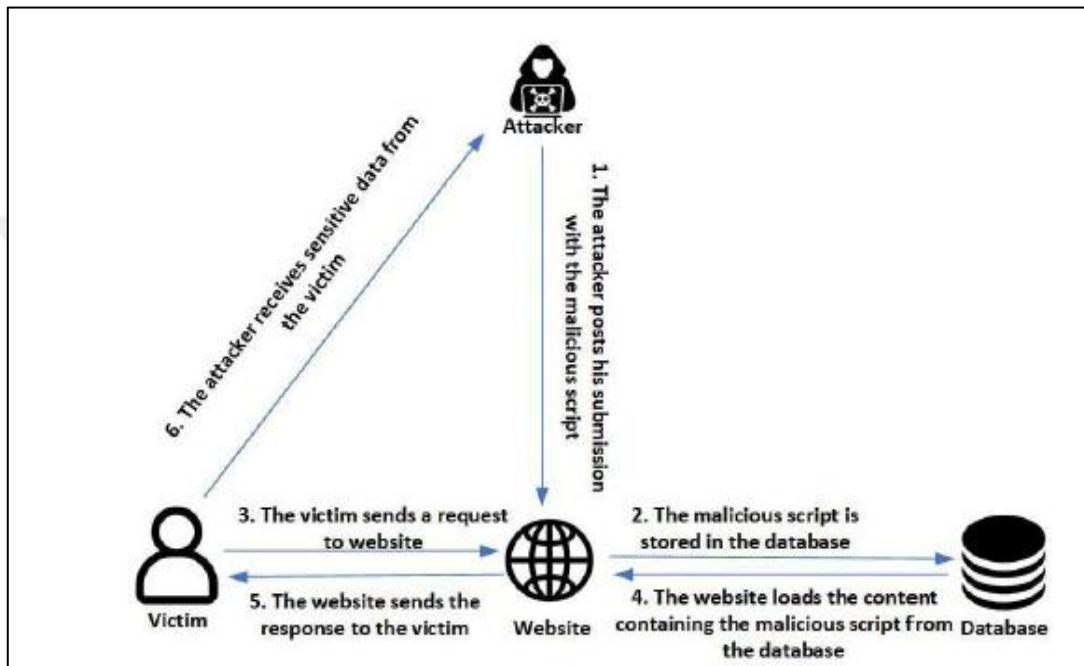 Attacker
1. The attacker posts his submission
with the malicious script
6. The attacker receives sensitive data from
the victim
3. The victim sends a request
to website
2. The malicious script is
stored in the database
5. The website sends the
response to the victim
4. The website loads the content
containing the malicious script from
the database
Victim
Website
Database